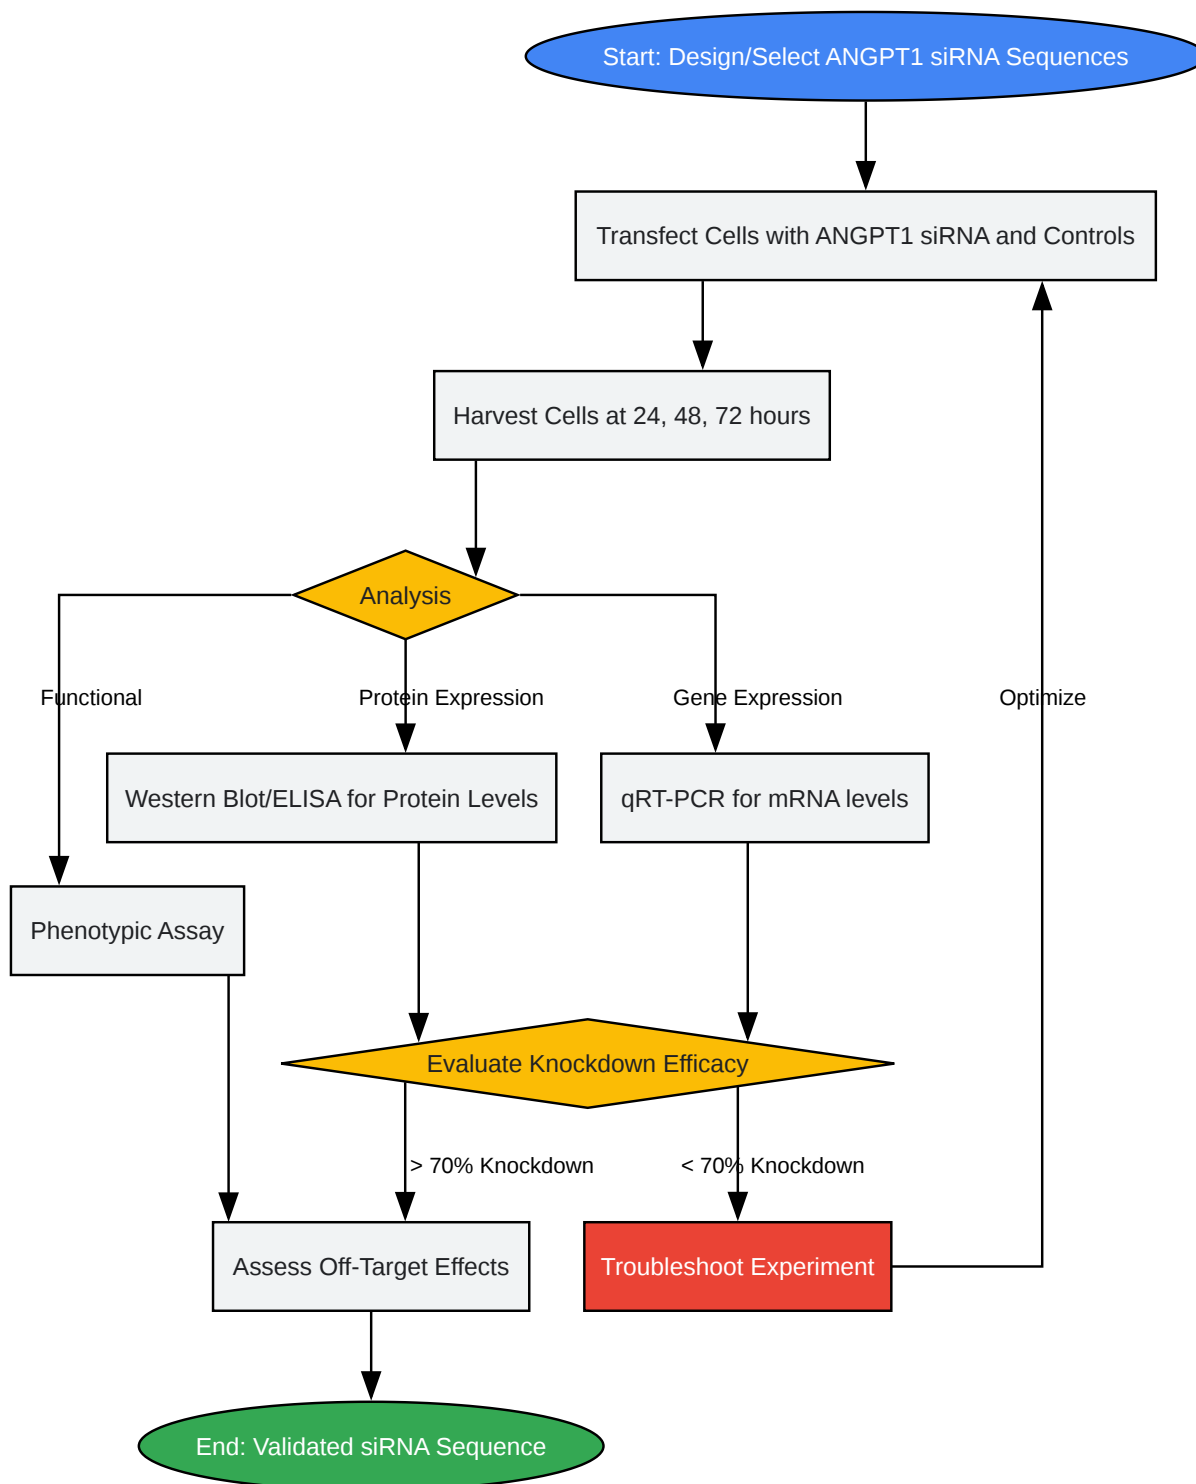 Start: Design/Select ANGPT1 siRNA Sequences
Transfect Cells with ANGPT1 siRNA and Controls
Harvest Cells at 24, 48, 72 hours
Analysis
Functional
Protein Expression
Gene Expression
Optimize
Western Blot/ELISA for Protein Levels
qRT-PCR for mRNA levels
Phenotypic Assay
Evaluate Knockdown Efficacy
> 70% Knockdown
< 70% Knockdown
Assess Off-Target Effects
Troubleshoot Experiment
End: Validated siRNA Sequence